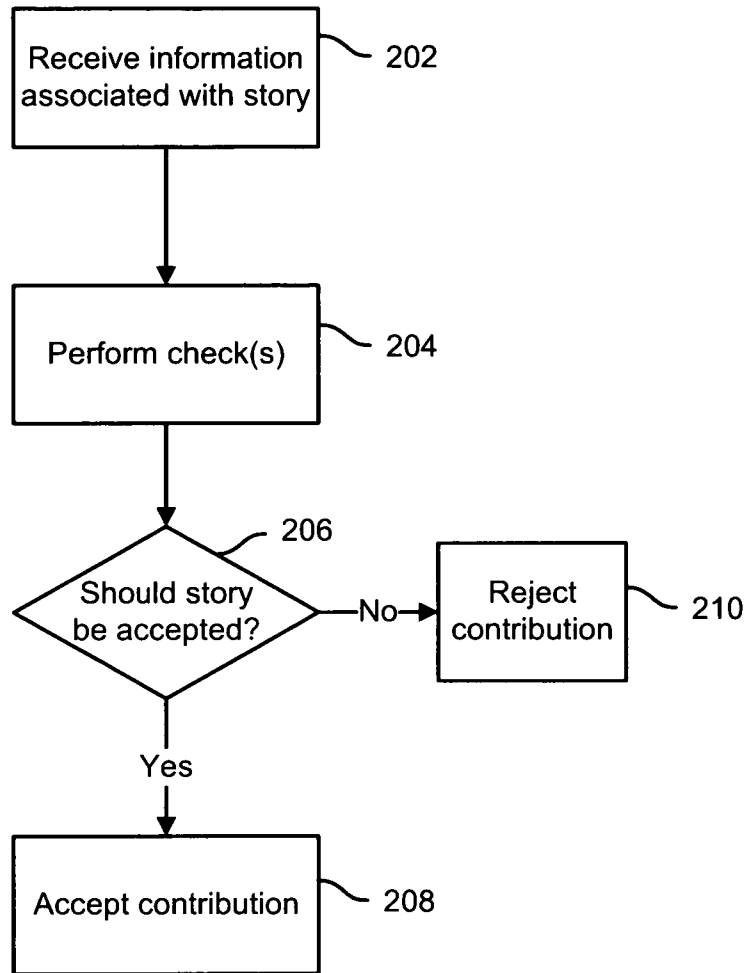 Receive information
associated with story
202
Perform check(s)
204
206
Should story
be accepted?
No
Reject
contribution
210
Yes
Accept contribution
208